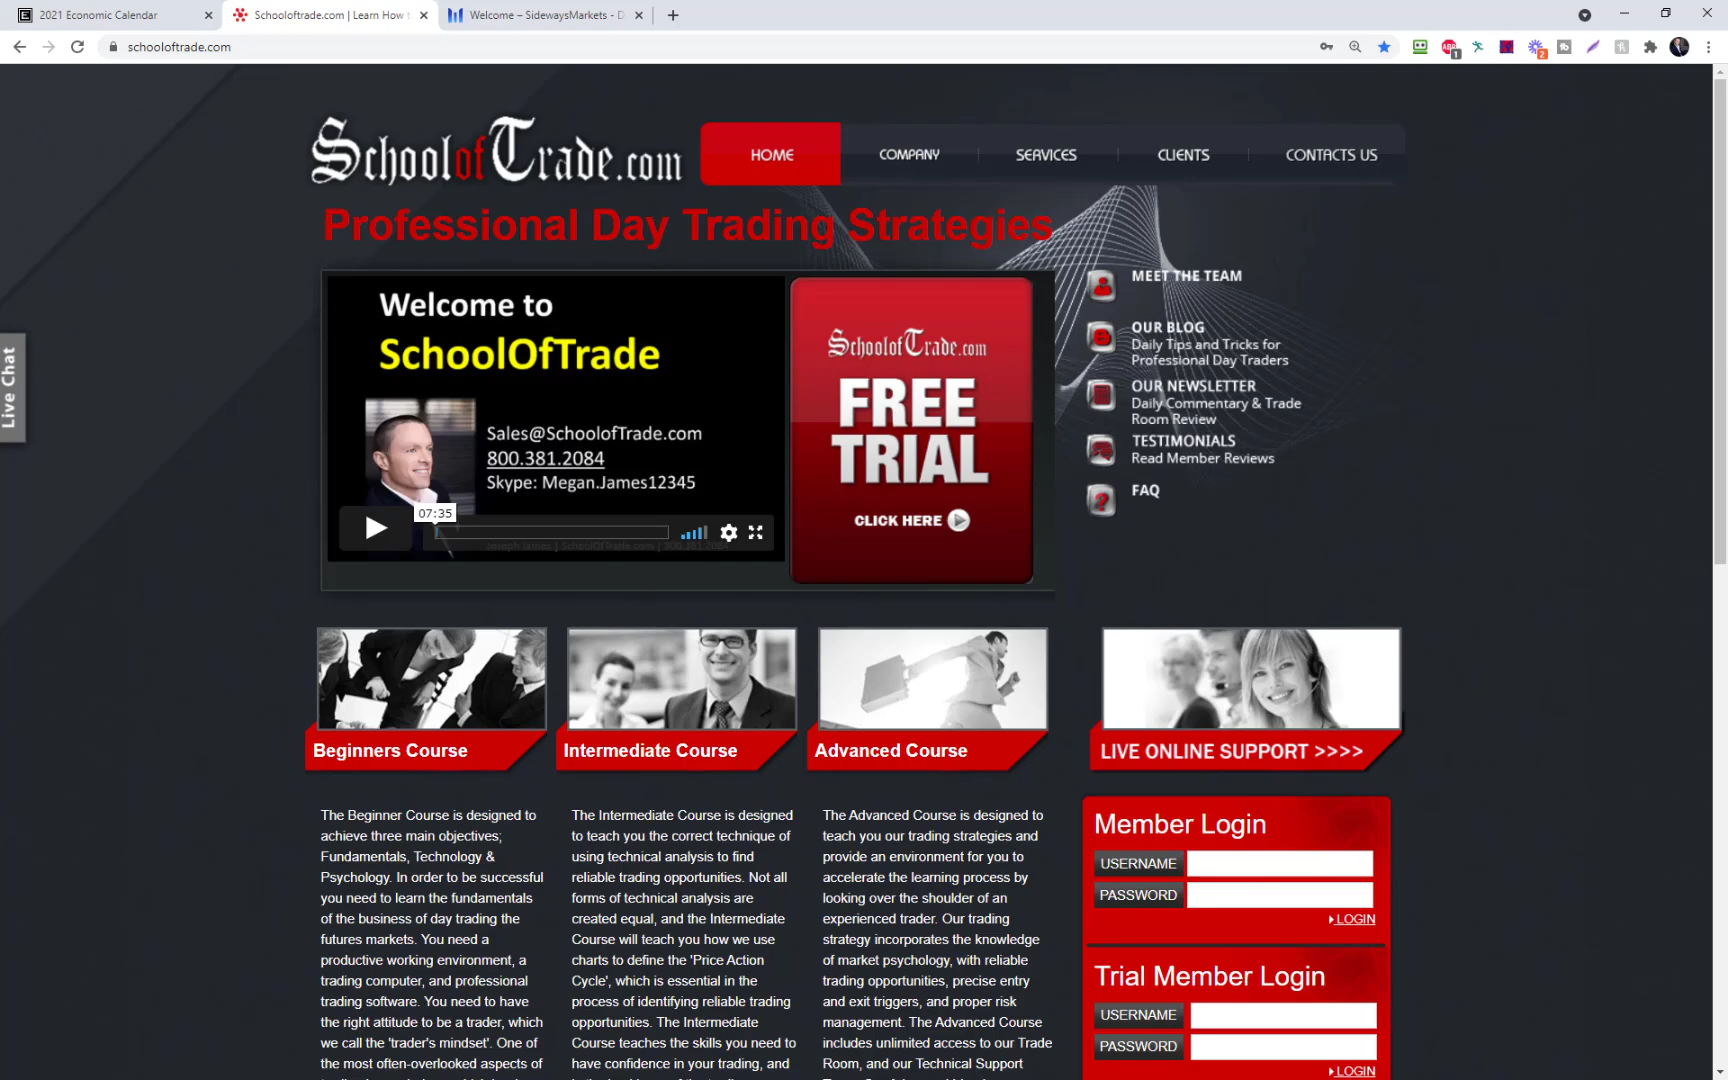 2021 Economic Calendar
Schooloftrade.com | Learn How t
Welcome – SidewaysMarkets - D
schooloftrade.com
1
2
SchoolofTrade.com
HOME
COMPANY
SERVICES
CLIENTS
CONTACTS US
Professional Day Trading Strategies
Welcome to
SchoolOfTrade
Sales@SchoolofTrade.com
800.381.2084
Skype: Megan.James12345
07:35
Joseph James | SchoolOfTrade.com | 800.381.2084
SchoolofTrade.com
FREE
TRIAL
CLICK HERE
MEET THE TEAM
OUR BLOG
Daily Tips and Tricks for
Professional Day Traders
OUR NEWSLETTER
Daily Commentary & Trade
Room Review
TESTIMONIALS
Read Member Reviews
FAQ
Live Chat
Beginners Course
The Beginner Course is designed to
achieve three main objectives;
Fundamentals, Technology &
Psychology. In order to be successful
you need to learn the fundamentals
of the business of day trading the
futures markets. You need a
productive working environment, a
trading computer, and professional
trading software. You need to have
the right attitude to be a trader, which
we call the 'trader's mindset'. One of
the most often-overlooked aspects of
Intermediate Course
The Intermediate Course is designed
to teach you the correct technique of
using technical analysis to find
reliable trading opportunities. Not all
forms of technical analysis are
created equal, and the Intermediate
Course will teach you how we use
charts to define the 'Price Action
Cycle', which is essential in the
process of identifying reliable trading
opportunities. The Intermediate
Course teaches the skills you need to
have confidence in your trading, and
Advanced Course
The Advanced Course is designed to
teach you our trading strategies and
provide an environment for you to
accelerate the learning process by
looking over the shoulder of an
experienced trader. Our trading
strategy incorporates the knowledge
of market psychology, with reliable
trading opportunities, precise entry
and exit triggers, and proper risk
management. The Advanced Course
includes unlimited access to our Trade
Room, and our Technical Support
LIVE ONLINE SUPPORT >>>>
Member Login
USERNAME
PASSWORD
LOGIN
Trial Member Login
USERNAME
PASSWORD
LOGIN